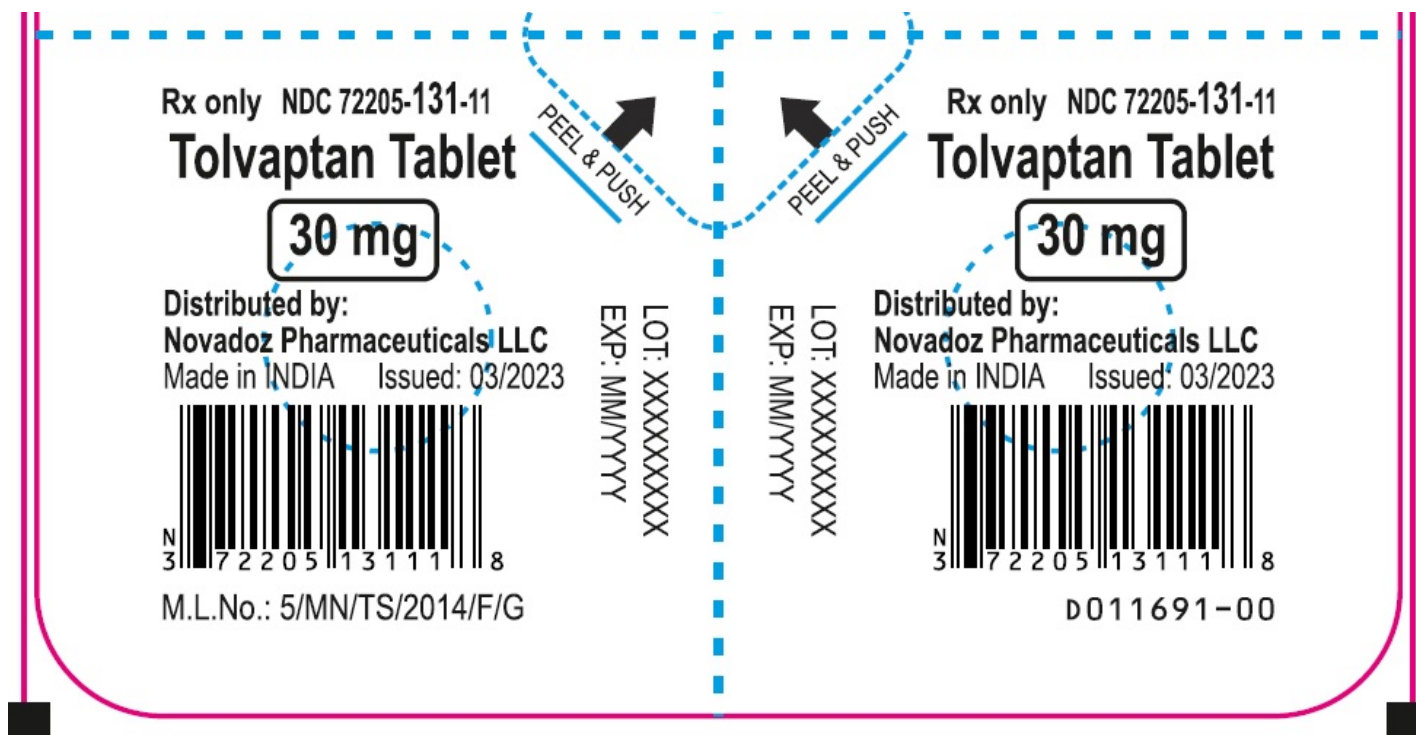 Rx only NDC 72205-131-11
Tolvaptan Tablet
30 mg
Distributed by:
Novadoz Pharmaceuticals LLC
Made in INDIA Issued: 03/2023
N
3 72205 13111 8
M.L.No.: 5/MN/TS/2014/F/G
PEEL & PUSH
LOT: XXXXXXXXX
EXP: MM/YYYY
PEEL & PUSH
LOT: XXXXXXXXX
EXP: MM/YYYY
Rx only NDC 72205-131-11
Tolvaptan Tablet
30 mg
Distributed by:
Novadoz Pharmaceuticals LLC
Made in INDIA Issued: 03/2023
N
3 72205 13111 8
D011691-00